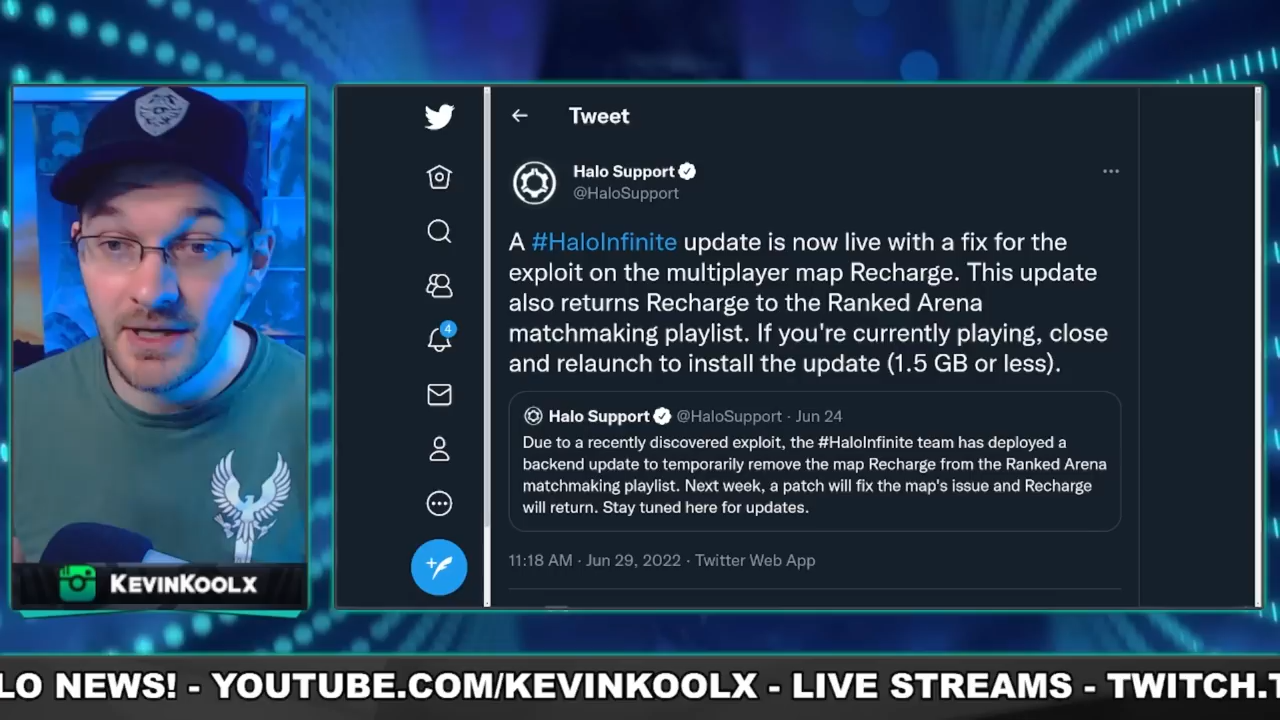 Tweet
Halo Support
@HaloSupport
A #HaloInfinite update is now live with a fix for the
exploit on the multiplayer map Recharge. This update
also returns Recharge to the Ranked Arena
matchmaking playlist. If you're currently playing, close
and relaunch to install the update (1.5 GB or less).
4
Halo Support @HaloSupport · Jun 24
Due to a recently discovered exploit, the #HaloInfinite team has deployed a
backend update to temporarily remove the map Recharge from the Ranked Arena
matchmaking playlist. Next week, a patch will fix the map's issue and Recharge
will return. Stay tuned here for updates.
11:18 AM · Jun 29, 2022 · Twitter Web App
KEVINKOOLX
LO NEWS! - YOUTUBE.COM/KEVINKOOLX - LIVE STREAMS - TWITCH.T